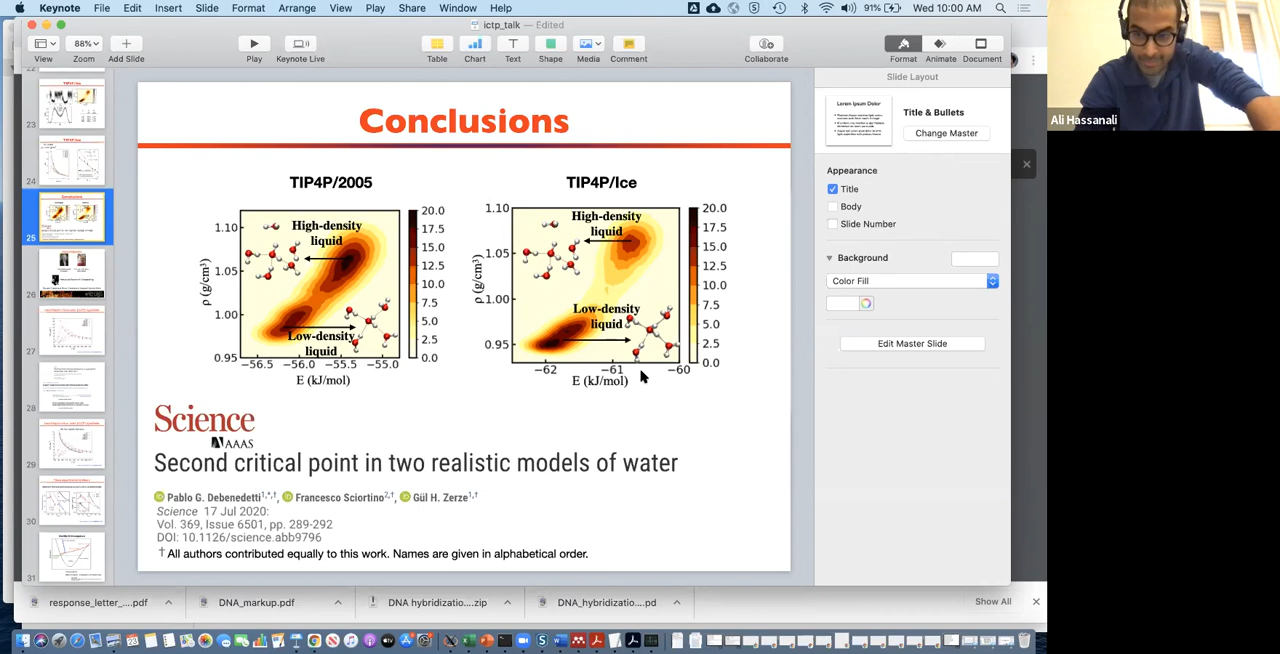 Keynote File Edit Insert Slide Format Arrange View Play Share Window Help 91% Wed 10:00 AM
ictp_talk — Edited
88%
View Zoom Add Slide Play Keynote Live Table Chart Text Shape Media Comment Collaborate Format Animate Document
Slide Layout
Title & Bullets
Change Master
Appearance
Title
Body
Slide Number
Background
Color Fill
Edit Master Slide
Ali Hassanali
23
24
25
26
27
28
29
30
31
Conclusions
TIP4P/2005
TIP4P/Ice
High-density
liquid
Low-density
liquid
ρ (g/cm³)
1.10
1.05
1.00
0.95
−56.5 −56.0 −55.5 −55.0
E (kJ/mol)
20.0
17.5
15.0
12.5
10.0
7.5
5.0
2.5
0.0
High-density
liquid
Low-density
liquid
ρ (g/cm³)
1.10
1.05
1.00
0.95
−62 −61 −60
E (kJ/mol)
20.0
17.5
15.0
12.5
10.0
7.5
5.0
2.5
0.0
Science
AAAS
Second critical point in two realistic models of water
Pablo G. Debenedetti1,*,†, Francesco Sciortino2,†, Gül H. Zerze1,†
Science 17 Jul 2020:
Vol. 369, Issue 6501, pp. 289-292
DOI: 10.1126/science.abb9796
†All authors contributed equally to this work. Names are given in alphabetical order.
response_letter_....pdf DNA_markup.pdf DNA hybridizatio....zip DNA_hybridizatio....pd Show All